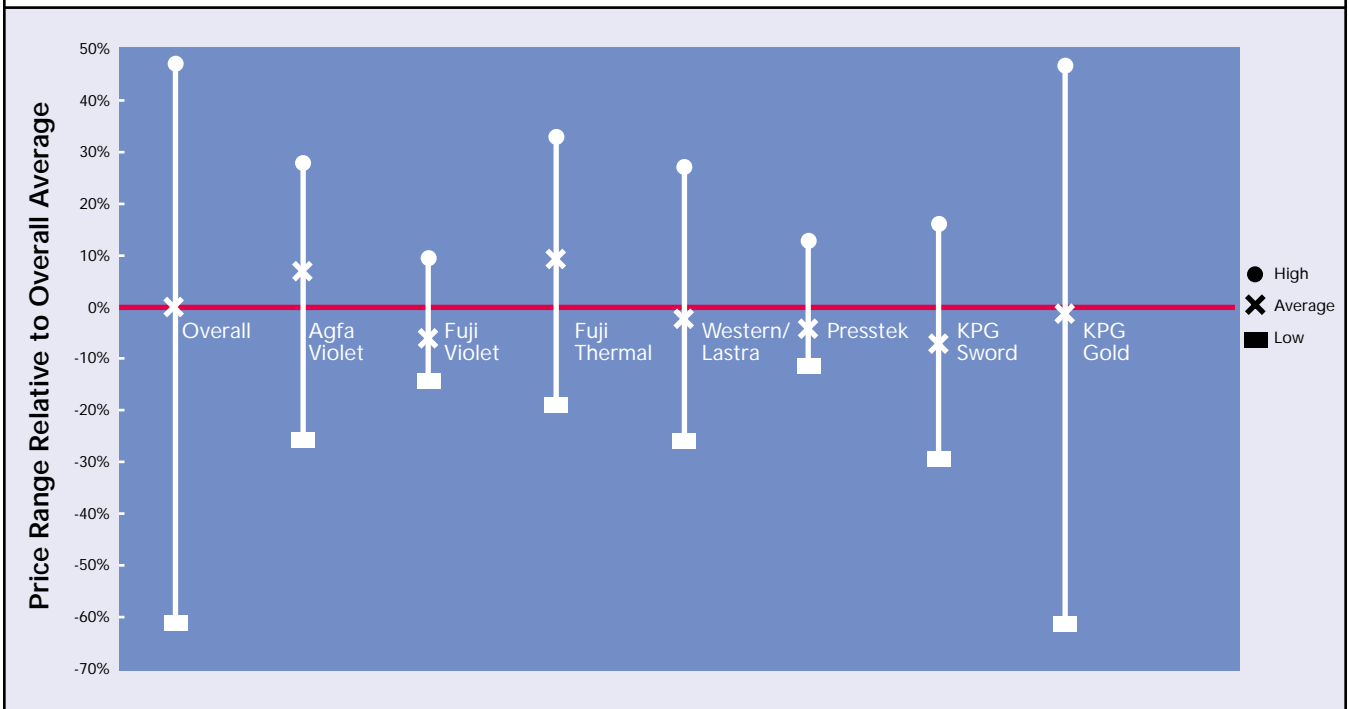 Price Range Relative to Overall Average
50%
40%
30%
20%
10%
0%
-10%
-20%
-30%
-40%
-50%
-60%
-70%
Overall
Agfa
Violet
Fuji
Violet
Fuji
Thermal
Western/
Lastra
Presstek
KPG
Sword
KPG
Gold
High
Average
Low